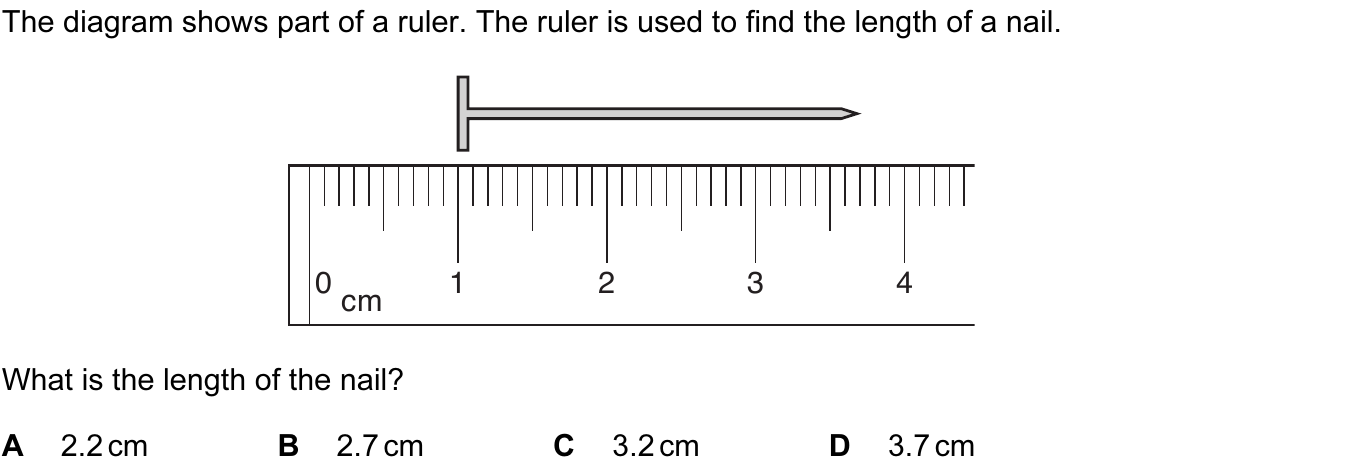 The diagram shows part of a ruler. The ruler is used to find the length of a nail.
0 1 2 3 4
cm
What is the length of the nail?
A 2.2 cm B 2.7 cm C 3.2 cm D 3.7 cm